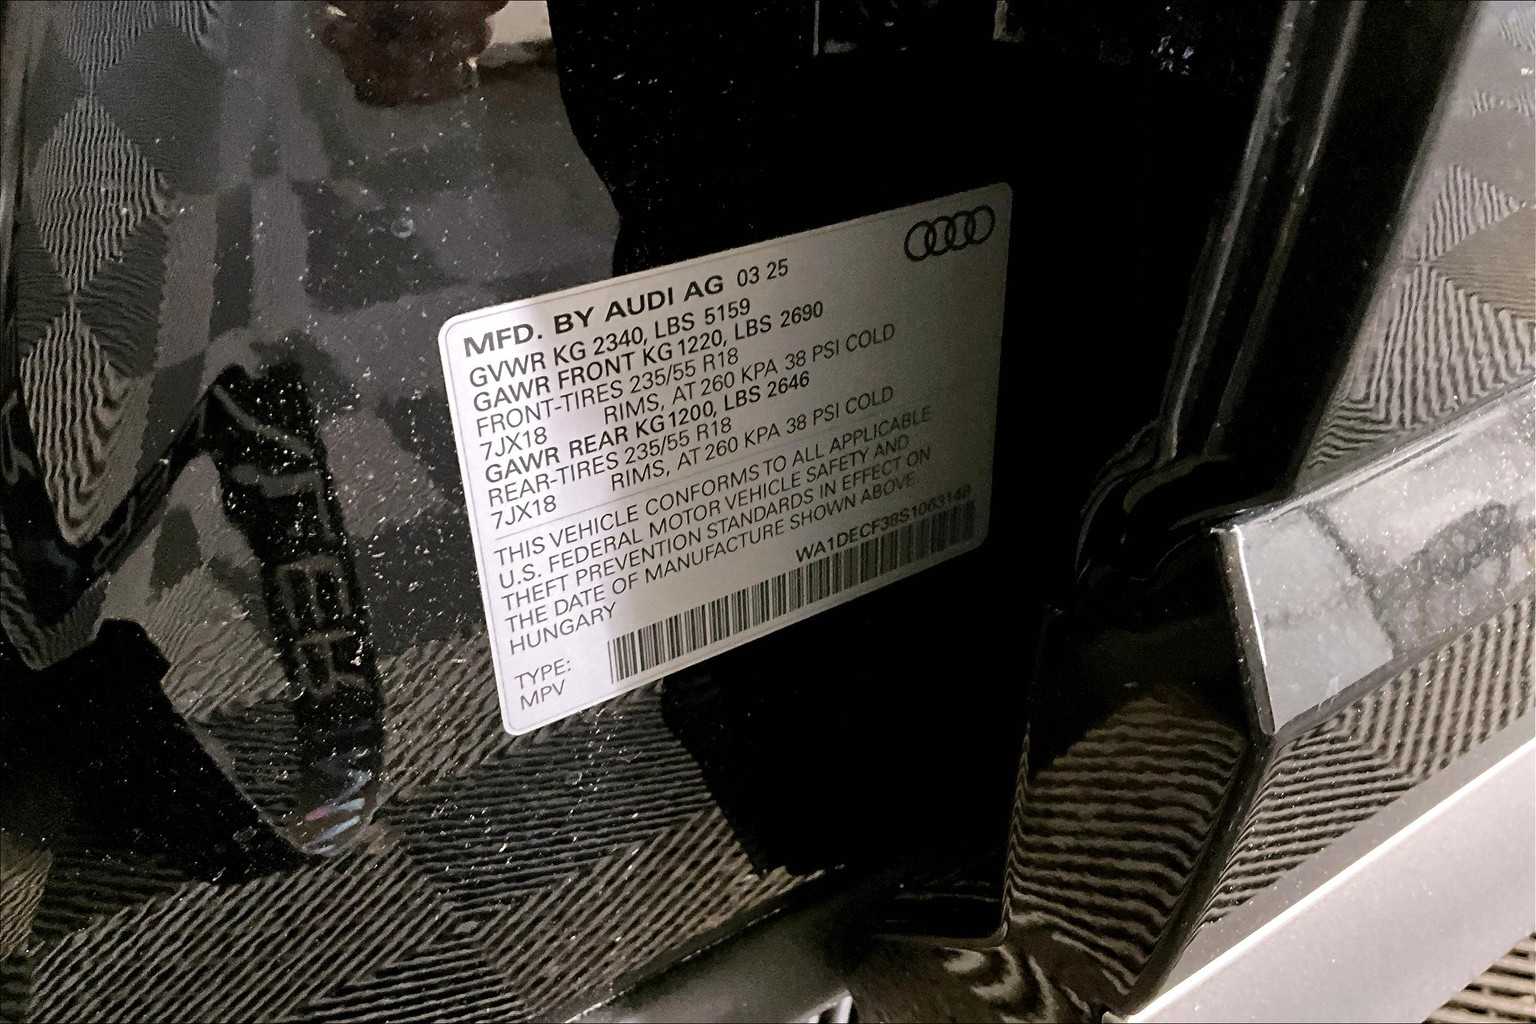 MFD. BY AUDI AG 03 25
GVWR KG 2340, LBS 5159
GAWR FRONT KG 1220, LBS 2690
FRONT-TIRES 235/55 R18
7JX18 RIMS, AT 260 KPA 38 PSI COLD
GAWR REAR KG 1200, LBS 2646
REAR-TIRES 235/55 R18
7JX18 RIMS, AT 260 KPA 38 PSI COLD
THIS VEHICLE CONFORMS TO ALL APPLICABLE
U.S. FEDERAL MOTOR VEHICLE SAFETY AND
THEFT PREVENTION STANDARDS IN EFFECT ON
THE DATE OF MANUFACTURE SHOWN ABOVE
HUNGARY
TYPE:
MPV